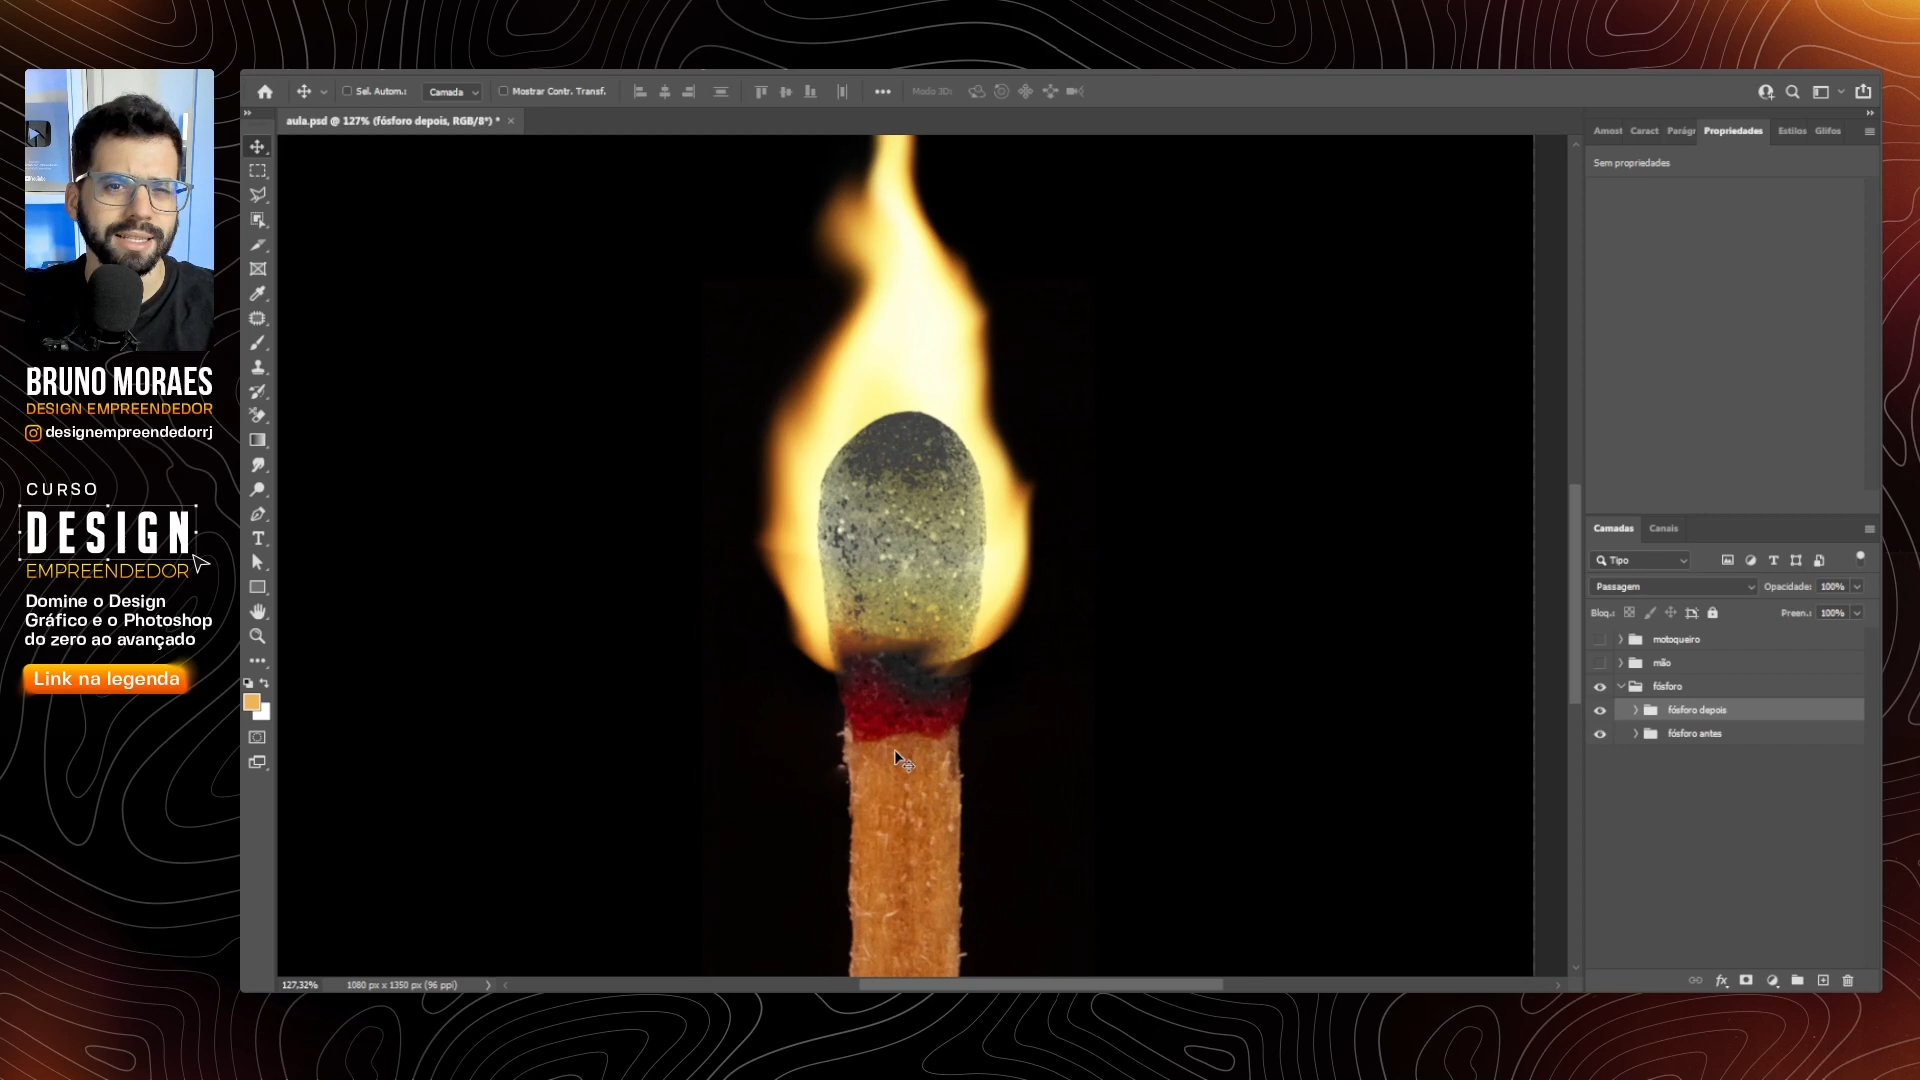 BRUNO MORAES
DESIGN EMPREENDEDOR
designempreendedorrj
CURSO
DESIGN
EMPREENDEDOR
Domine o Design
Gráfico e o Photoshop
do zero ao avançado
Link na legenda
Sel. Autom.: Camada Mostrar Contr. Transf. Modo 3D:
aula.psd @ 127% (fósforo depois, RGB/8*) *
127,32% 1080 px x 1350 px (96 ppi)
Amost Caract Parágr Propriedades Estilos Glifos
Sem propriedades
Camadas Canais
Tipo
Passagem Opacidade: 100%
Bloq.: Preen.: 100%
motoqueiro
mão
fósforo
fósforo depois
fósforo antes